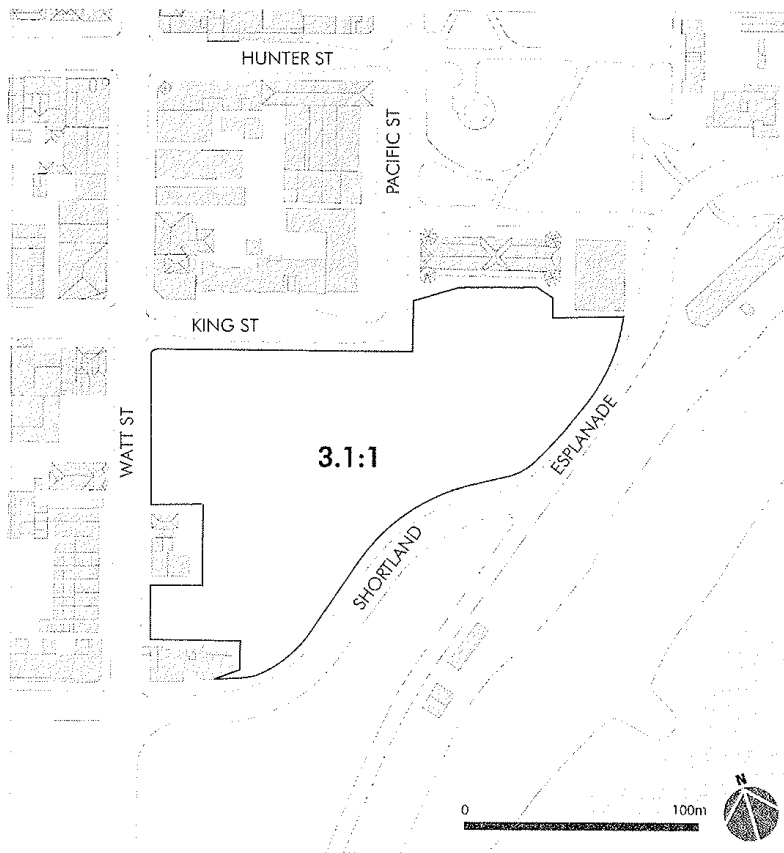 HUNTER ST
PACIFIC ST
KING ST
WATT ST
3.1:1
ESPLANADE
SHORTLAND
N
0 100m